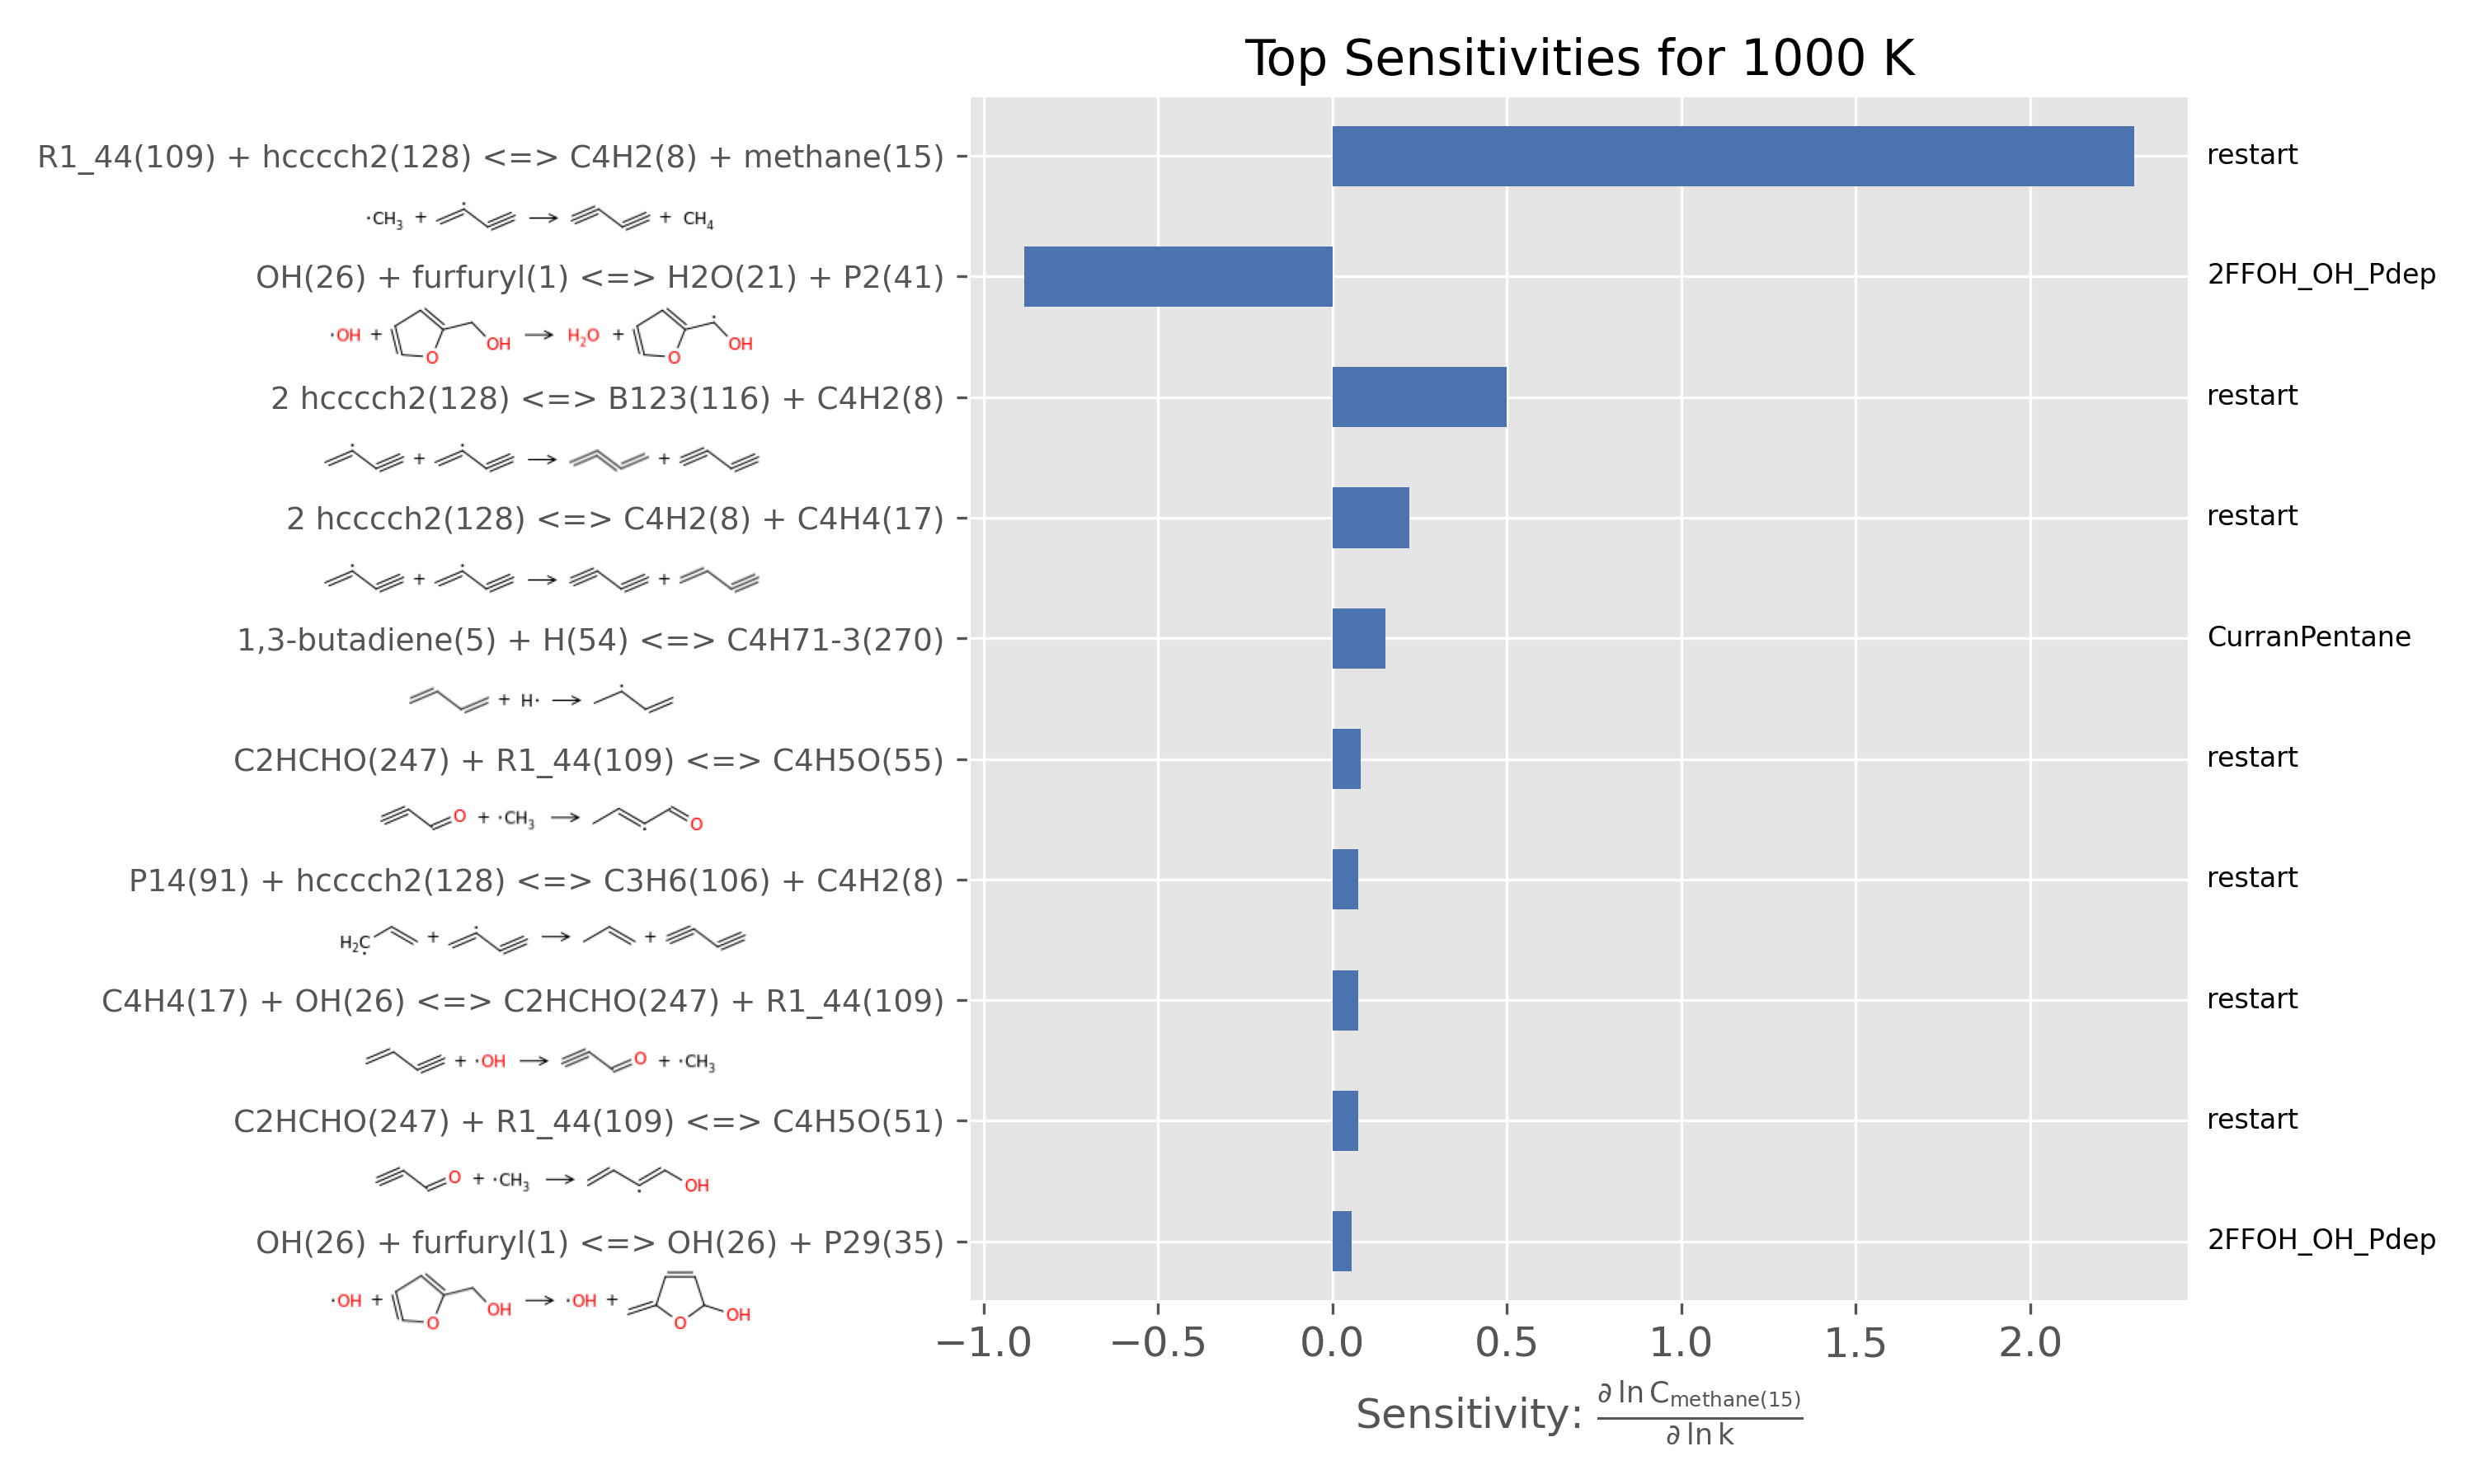 Top Sensitivities for 1000 K
R1_44(109) + hccccch2(128) <=> C4H2(8) + methane(15) restart
·CH3 + → + CH4
OH(26) + furfuryl(1) <=> H2O(21) + P2(41) 2FFOH_OH_Pdep
·OH + O OH → H2O + O OH
2 hccccch2(128) <=> B123(116) + C4H2(8) restart
+ → +
2 hccccch2(128) <=> C4H2(8) + C4H4(17) restart
+ → +
1,3-butadiene(5) + H(54) <=> C4H71-3(270) CurranPentane
+ H· →
C2HCHO(247) + R1_44(109) <=> C4H5O(55) restart
O + ·CH3 → O
P14(91) + hccccch2(128) <=> C3H6(106) + C4H2(8) restart
H2C + → +
C4H4(17) + OH(26) <=> C2HCHO(247) + R1_44(109) restart
+ ·OH → O + ·CH3
C2HCHO(247) + R1_44(109) <=> C4H5O(51) restart
O + ·CH3 → OH
OH(26) + furfuryl(1) <=> OH(26) + P29(35) 2FFOH_OH_Pdep
·OH + O OH → ·OH + O OH
−1.0 −0.5 0.0 0.5 1.0 1.5 2.0
Sensitivity: ∂ ln Cmethane(15) / ∂ ln k